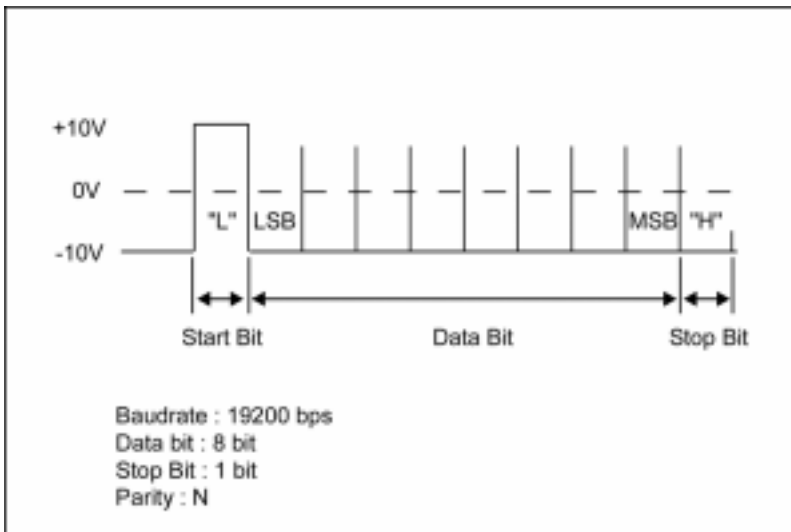 +10V
0V
"L" LSB MSB "H"
-10V
Start Bit Data Bit Stop Bit
Baudrate : 19200 bps
Data bit : 8 bit
Stop Bit : 1 bit
Parity : N